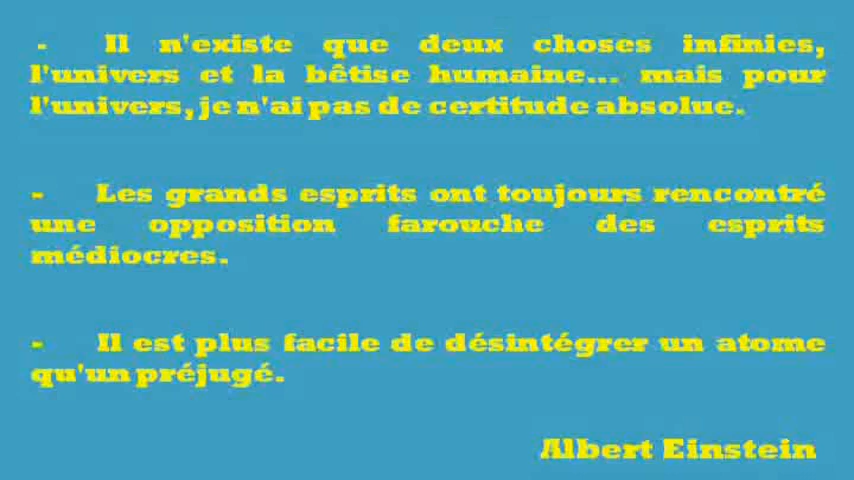 - Il n'existe que deux choses infinies,
l'univers et la bêtise humaine... mais pour
l'univers, je n'ai pas de certitude absolue.
- Les grands esprits ont toujours rencontré
une opposition farouche des esprits
médiocres.
- Il est plus facile de désintégrer un atome
qu'un préjugé.
Albert Einstein